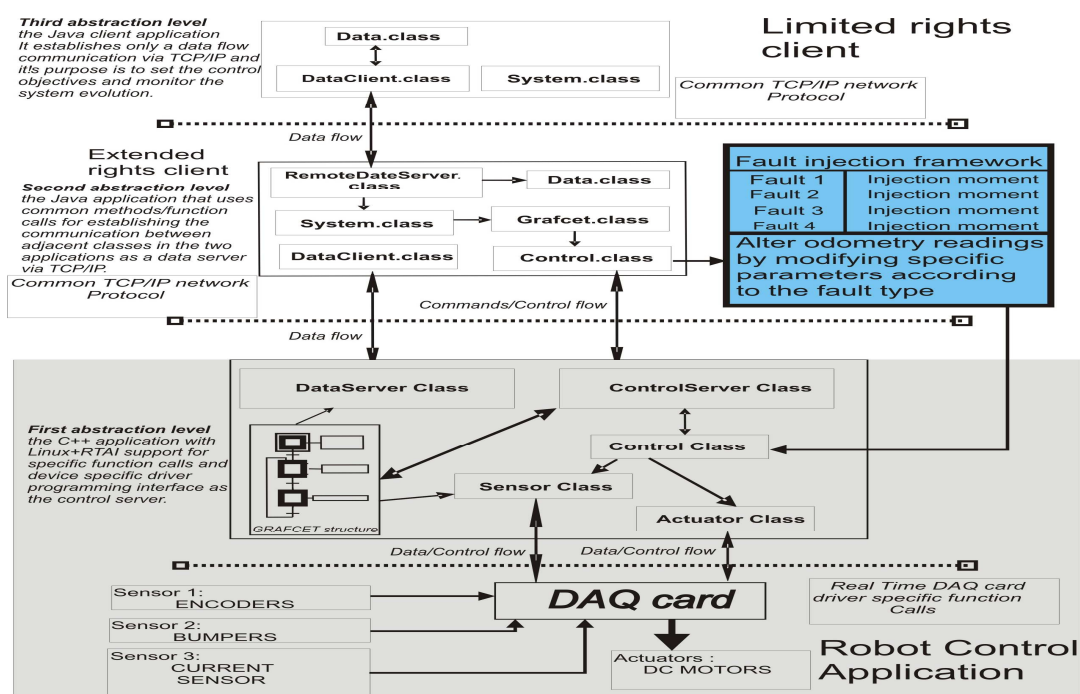 Third abstraction level
the Java client application
It establishes only a data flow
communication via TCP/IP and
it!s purpose is to set the control
objectives and monitor the
system evolution.
Data.class
DataClient.class
System.class
Limited rights
client
Common TCP/IP network
Protocol
Data flow
Extended
rights client
Second abstraction level
the Java application that uses
common methods/function
calls for establishing the
communication between
adjacent classes in the two
applications as a data server
via TCP/IP.
Common TCP/IP network
Protocol
RemoteDateServer.
class
Data.class
System.class
Grafcet.class
DataClient.class
Control.class
Fault injection framework
Fault 1 Injection moment
Fault 2 Injection moment
Fault 3 Injection moment
Fault 4 Injection moment
Alter odometry readings
by modifying specific
parameters according
to the fault type
Commands/Control flow
Data flow
DataServer Class
ControlServer Class
First abstraction level
the C++ application with
Linux+RTAI support for
specific function calls and
device specific driver
programming interface as
the control server.
Control Class
Sensor Class
Actuator Class
GRAFCET structure
Data/Control flow
Data/Control flow
Sensor 1:
ENCODERS
Sensor 2:
BUMPERS
Sensor 3:
CURRENT
SENSOR
DAQ card
Actuators :
DC MOTORS
Real Time DAQ card
driver specific function
Calls
Robot Control
Application